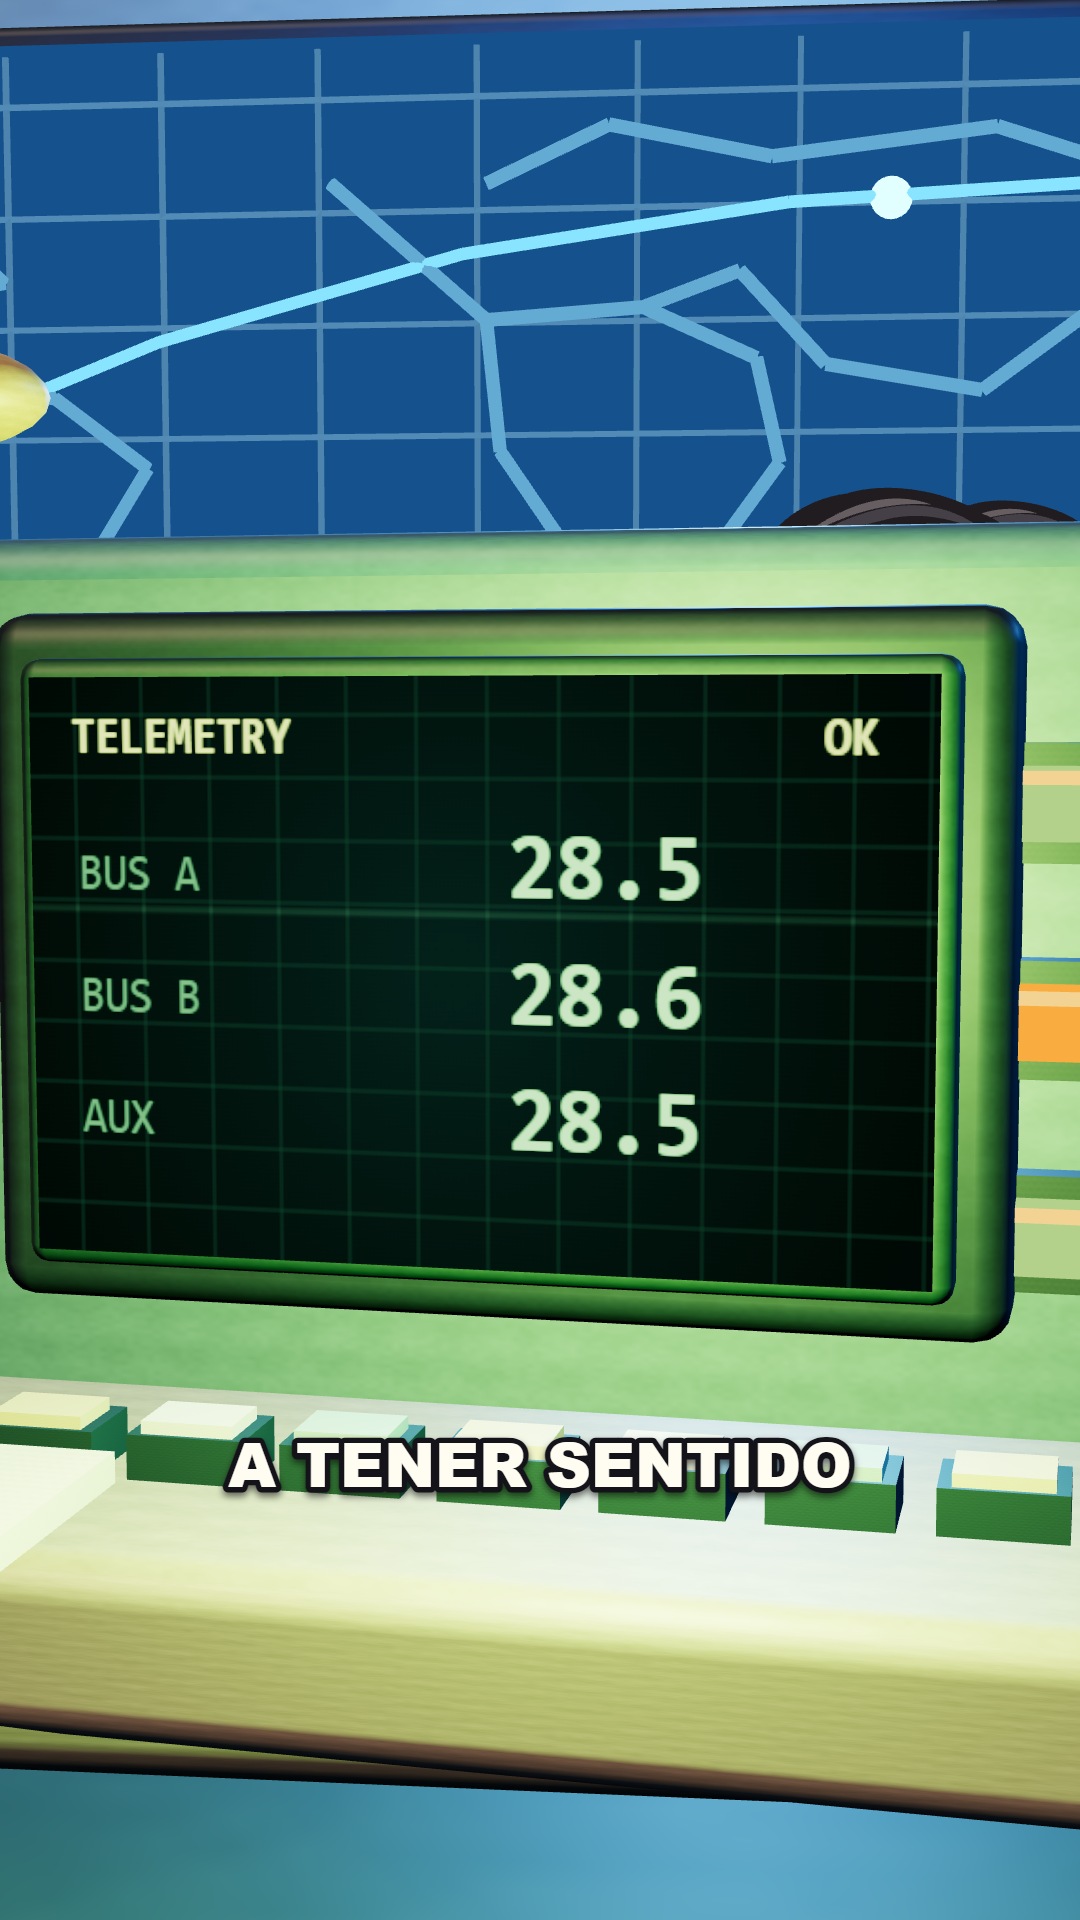 TELEMETRY OK
BUS A 28.5
BUS B 28.6
AUX 28.5
A TENER SENTIDO